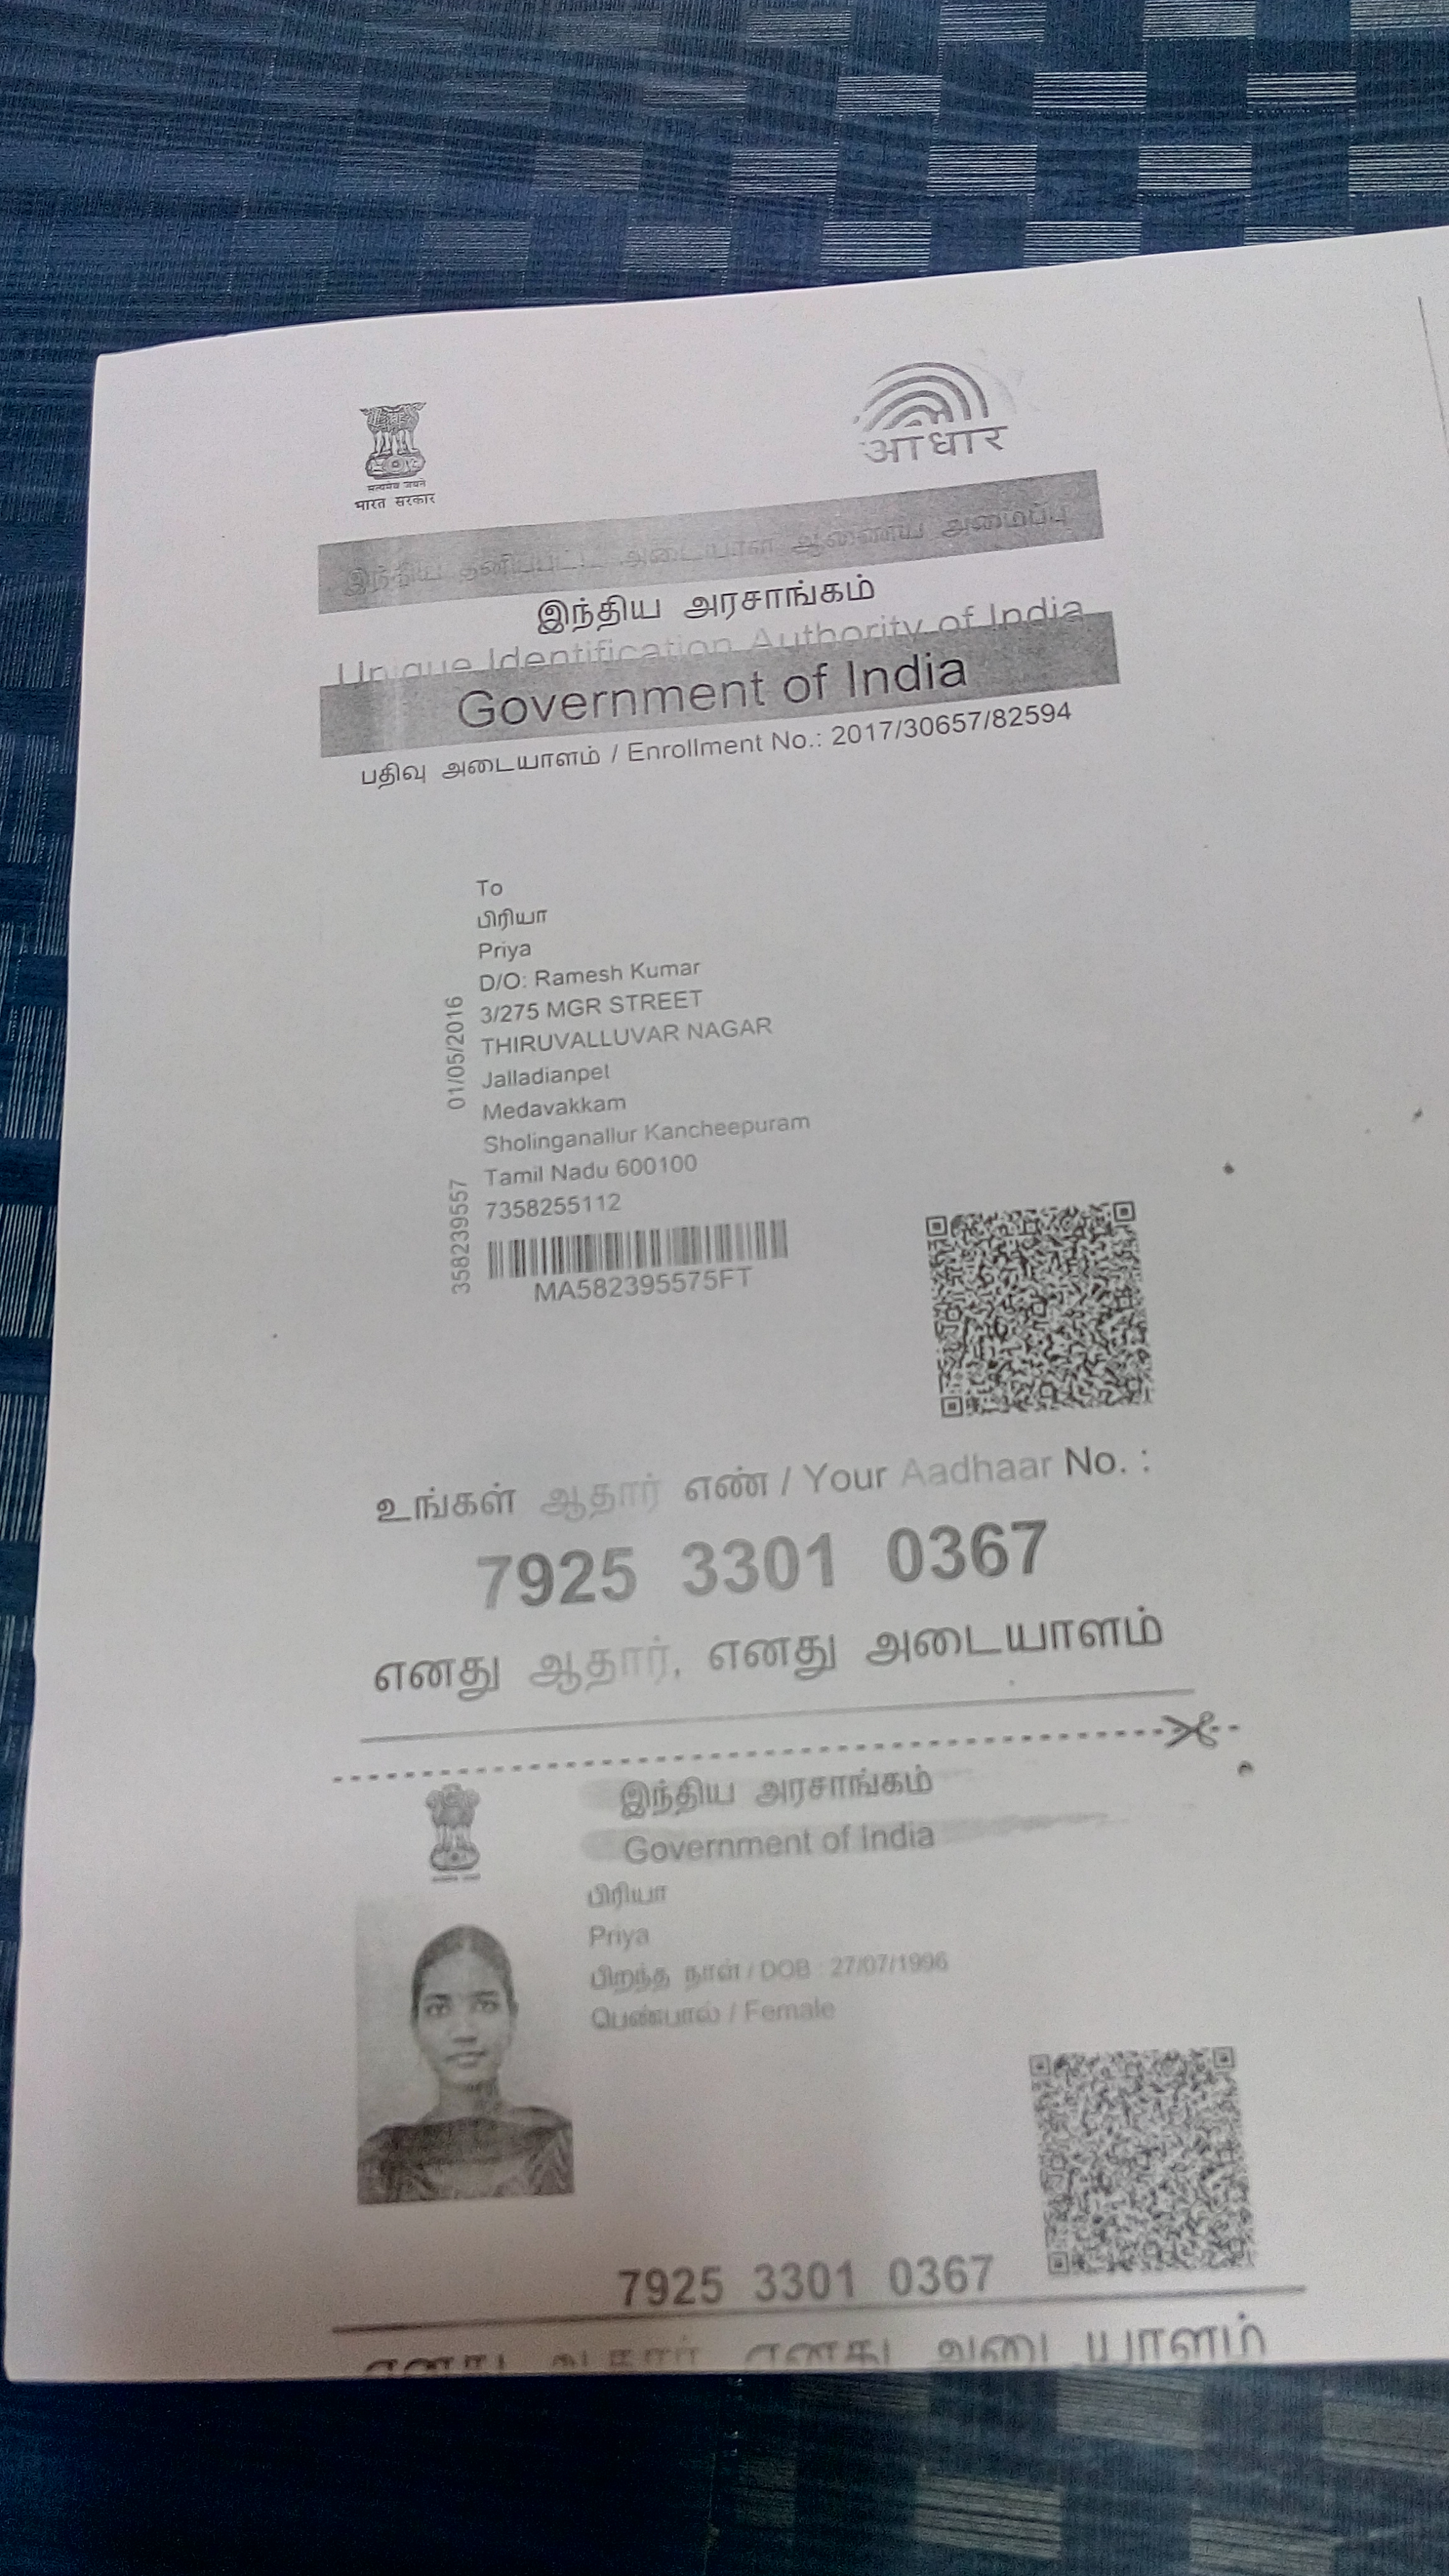 सत्यमेव जयते
भारत सरकार
आधार
இந்திய தனிப்பட்ட அடையாள ஆணைய அமைப்பு
இந்திய அரசாங்கம்
Unique Identification Authority of India
Government of India
பதிவு அடையாளம் / Enrollment No.: 2017/30657/82594
To
பிரியா
Priya
D/O: Ramesh Kumar
3/275 MGR STREET
THIRUVALLUVAR NAGAR
Jalladianpet
Medavakkam
Sholinganallur Kancheepuram
Tamil Nadu 600100
7358255112
01/05/2016
358239557
MA582395575FT
உங்கள் ஆதார் எண் / Your Aadhaar No. :
7925 3301 0367
எனது ஆதார், எனது அடையாளம்
இந்திய அரசாங்கம்
Government of India
பிரியா
Priya
பிறந்த நாள் / DOB : 27/07/1996
பெண்பால் / Female
7925 3301 0367
எனது ஆதார் எனது அடையாளம்